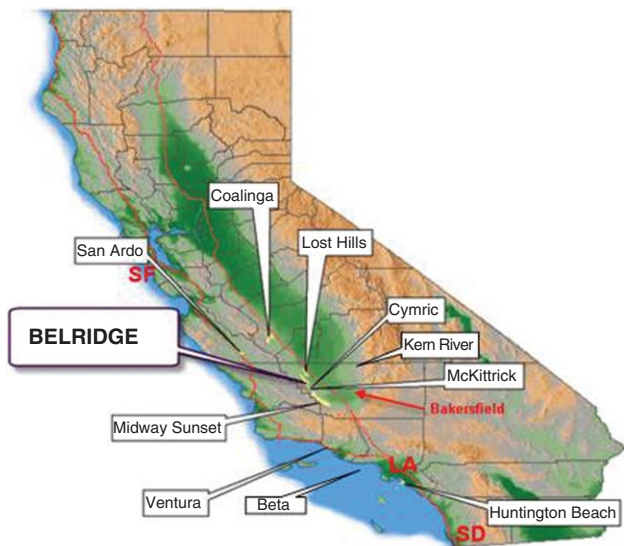 Coalinga
Lost Hills
San Ardo
SF
Cymric
BELRIDGE
Kern River
McKittrick
Bakersfield
Midway Sunset
LA
Ventura
Beta
Huntington Beach
SD